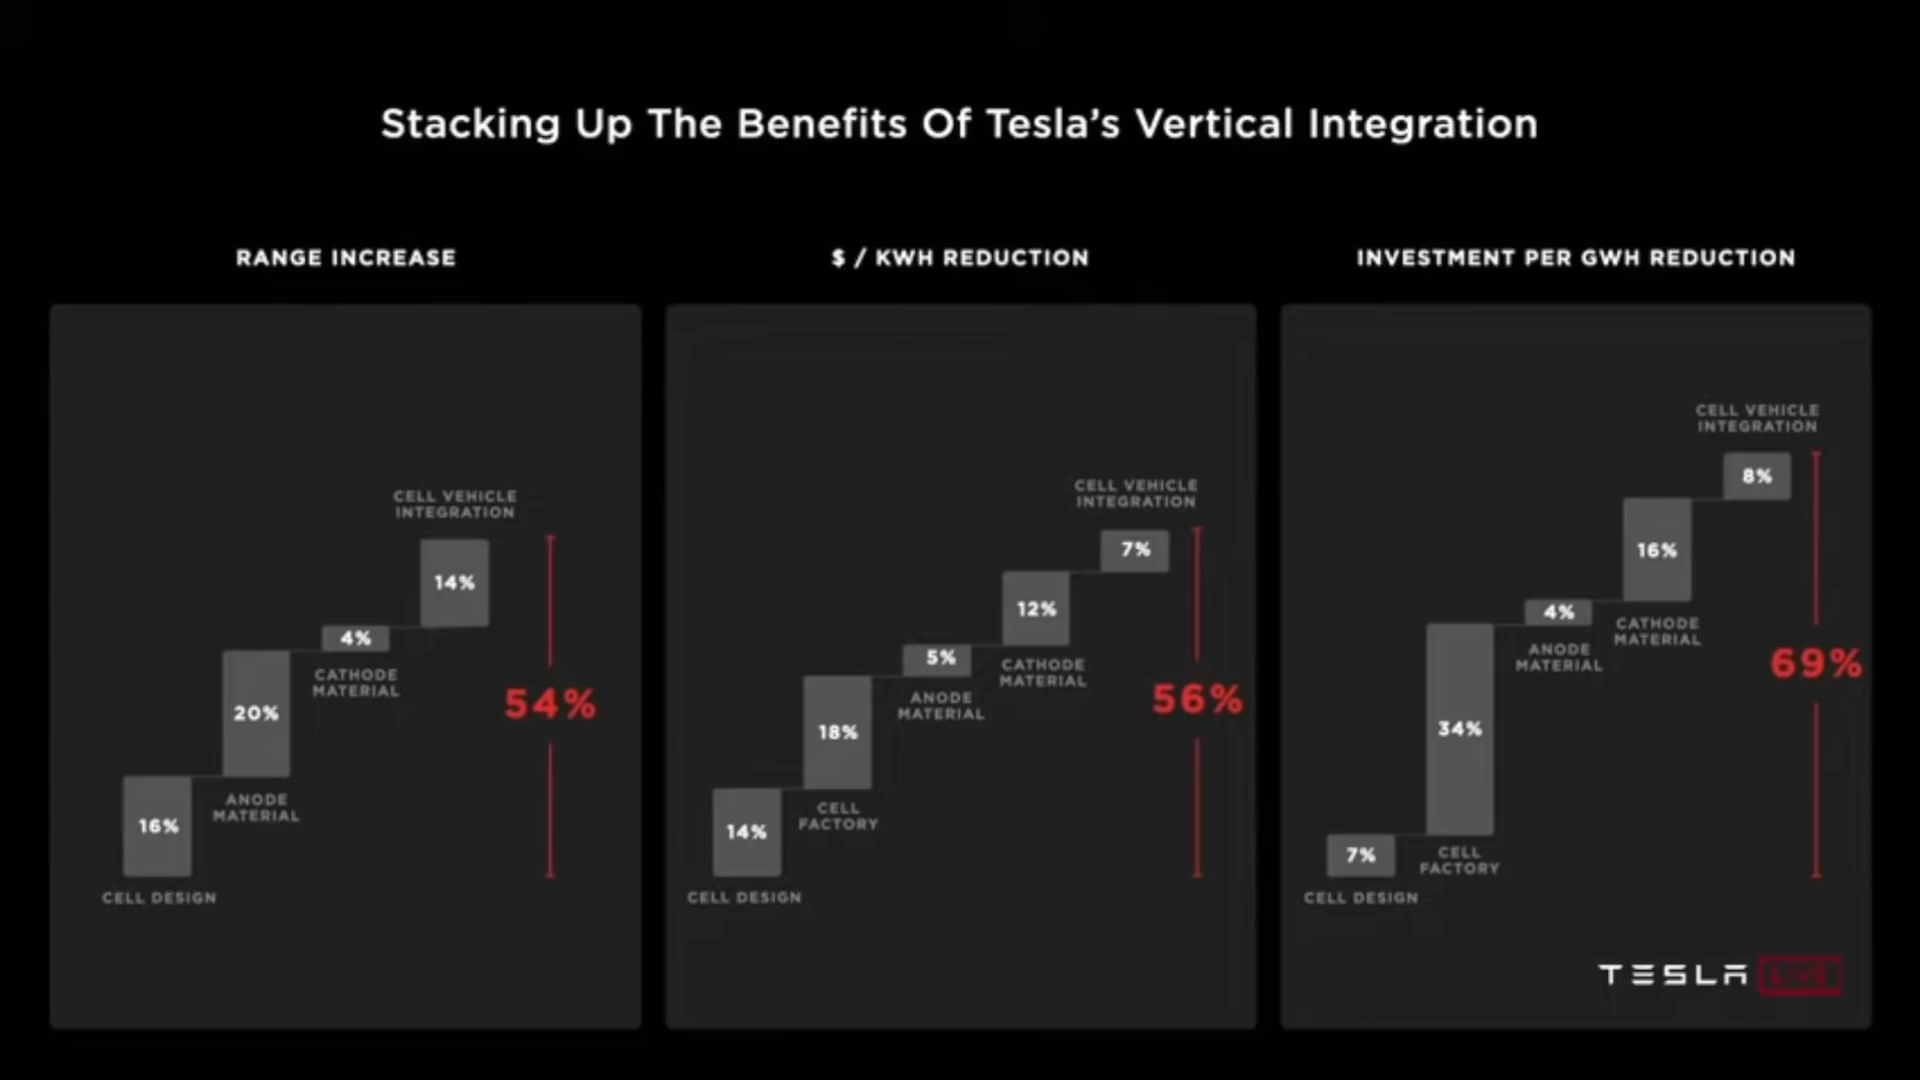 Stacking Up The Benefits Of Tesla’s Vertical Integration
RANGE INCREASE
CELL VEHICLE
INTEGRATION
14%
4%
CATHODE
MATERIAL
20%
ANODE
MATERIAL
16%
CELL DESIGN
54%
$ / KWH REDUCTION
CELL VEHICLE
INTEGRATION
7%
12%
CATHODE
MATERIAL
5%
ANODE
MATERIAL
18%
CELL
FACTORY
14%
CELL DESIGN
56%
INVESTMENT PER GWH REDUCTION
CELL VEHICLE
INTEGRATION
8%
16%
CATHODE
MATERIAL
4%
ANODE
MATERIAL
34%
CELL
FACTORY
7%
CELL DESIGN
69%
TESLA LIVE